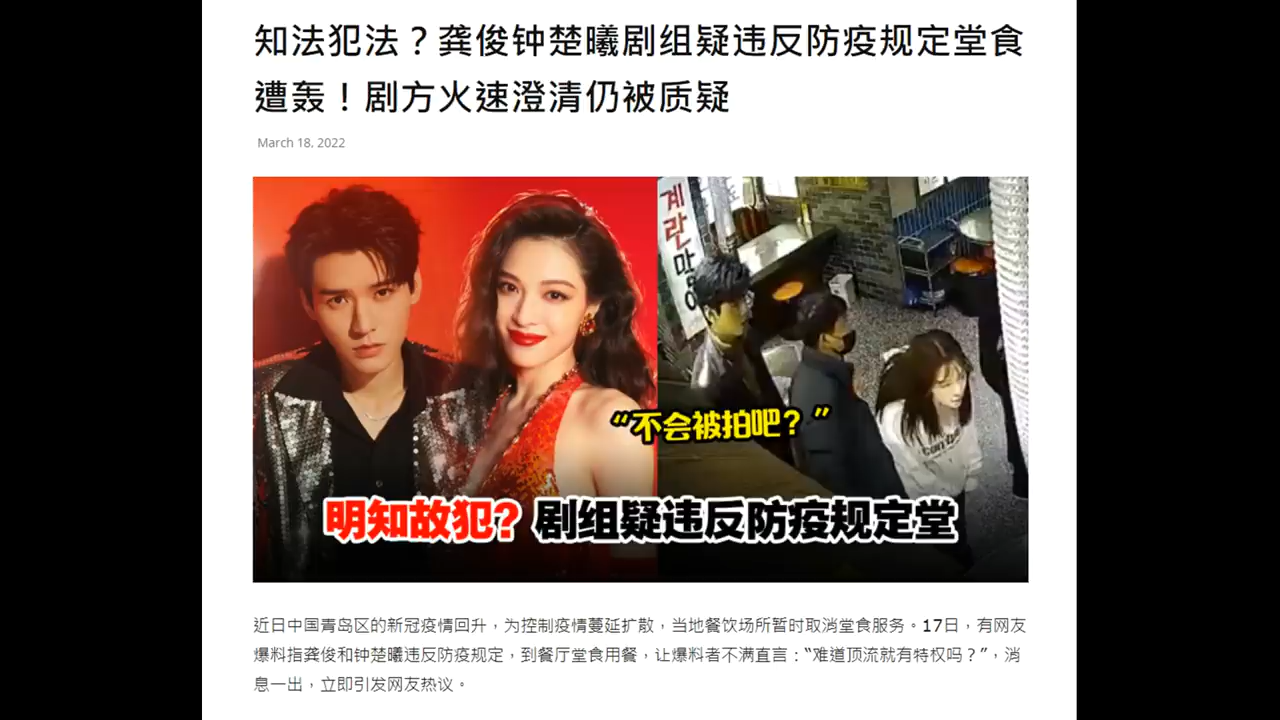 知法犯法？龚俊钟楚曦剧组疑违反防疫规定堂食
遭轰！剧方火速澄清仍被质疑
March 18, 2022
계란마
“不会被拍吧？”
明知故犯？剧组疑违反防疫规定堂
近日中国青岛区的新冠疫情回升，为控制疫情蔓延扩散，当地餐饮场所暂时取消堂食服务。17日，有网友
爆料指龚俊和钟楚曦违反防疫规定，到餐厅堂食用餐，让爆料者不满直言：“难道顶流就有特权吗？”，消
息一出，立即引发网友热议。